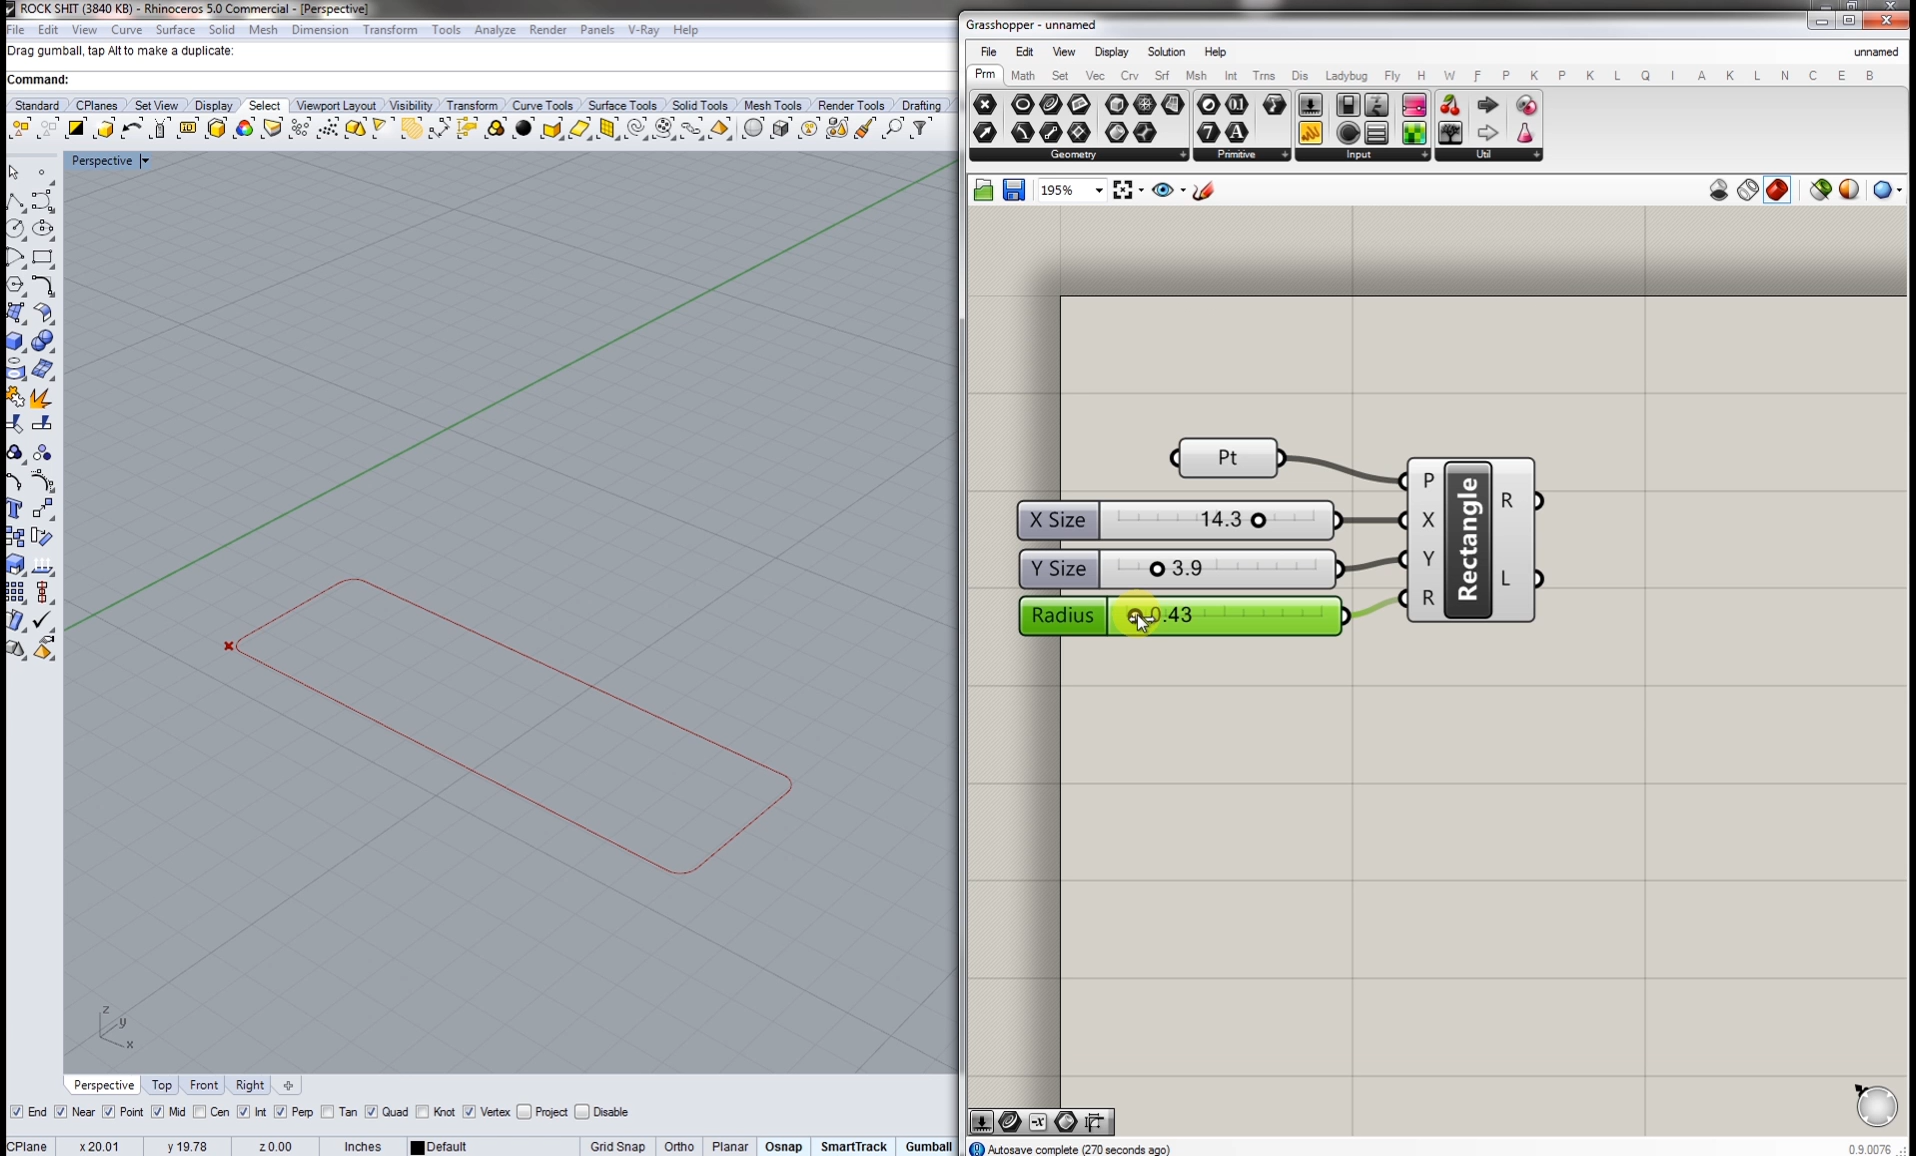 ROCK SHIT (3840 KB) - Rhinoceros 5.0 Commercial - [Perspective]
File Edit View Curve Surface Solid Mesh Dimension Transform Tools Analyze Render Panels V-Ray Help
Drag gumball, tap Alt to make a duplicate:
Command:
Standard CPlanes Set View Display Select Viewport Layout Visibility Transform Curve Tools Surface Tools Solid Tools Mesh Tools Render Tools Drafting
Perspective
z
y
x
Perspective Top Front Right
End Near Point Mid Cen Int Perp Tan Quad Knot Vertex Project Disable
CPlane x 20.01 y 19.78 z 0.00 Inches Default Grid Snap Ortho Planar Osnap SmartTrack Gumball
Grasshopper - unnamed
File Edit View Display Solution Help unnamed
Prm Math Set Vec Crv Srf Msh Int Trns Dis Ladybug Fly H W F P K P K L Q I A K L N C E B
Geometry Primitive Input Util
195%
Pt
X Size 14.3
Y Size 3.9
Radius 0.43
P
X
Y
R
Rectangle
R
L
Autosave complete (270 seconds ago) 0.9.0076